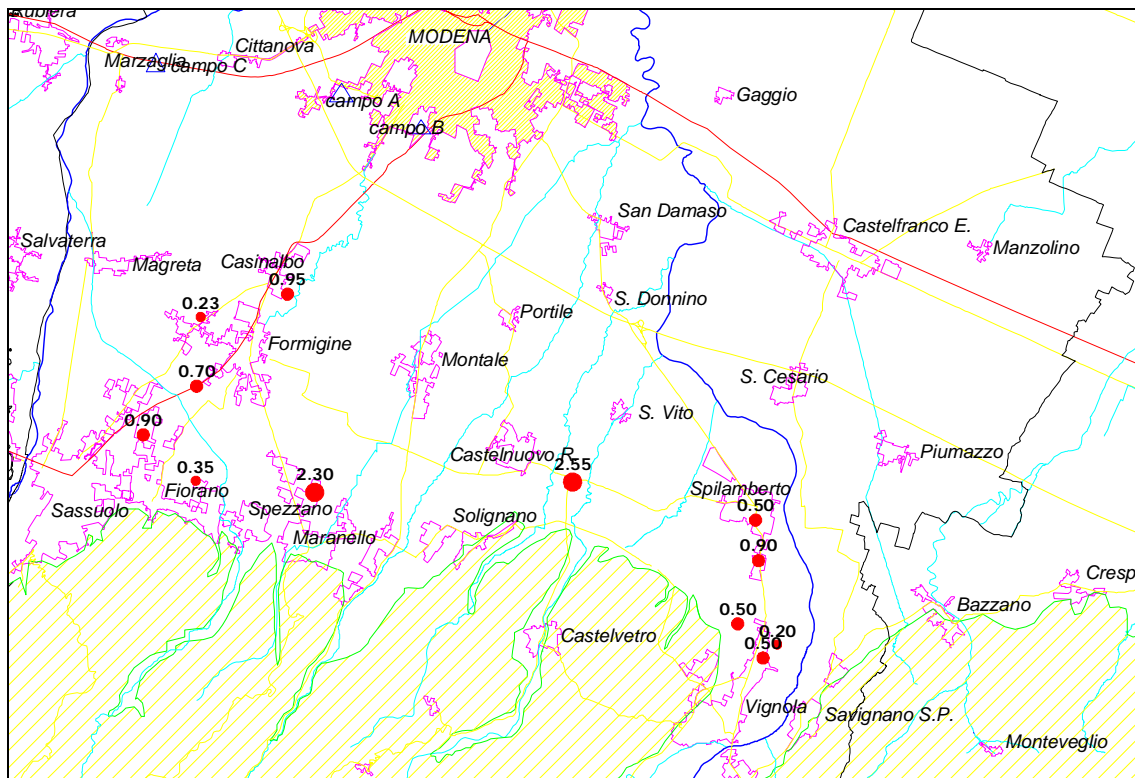 Rubiera
Cittanova
MODENA
Marzaglia
campo C
campo A
Gaggio
campo B
San Damaso
Castelfranco E.
Salvaterra
Magreta
Casinalbo
Manzolino
0.95
0.23
S. Donnino
Portile
Formigine
Montale
0.70
S. Cesario
0.90
S. Vito
Castelnuovo R.
Piumazzo
0.35
2.30
2.55
Fiorano
Spilamberto
Sassuolo
Spezzano
Solignano
0.50
Maranello
0.90
Cresp
0.50
Bazzano
Castelvetro
0.20
0.50
Vignola
Savignano S.P.
Monteveglio